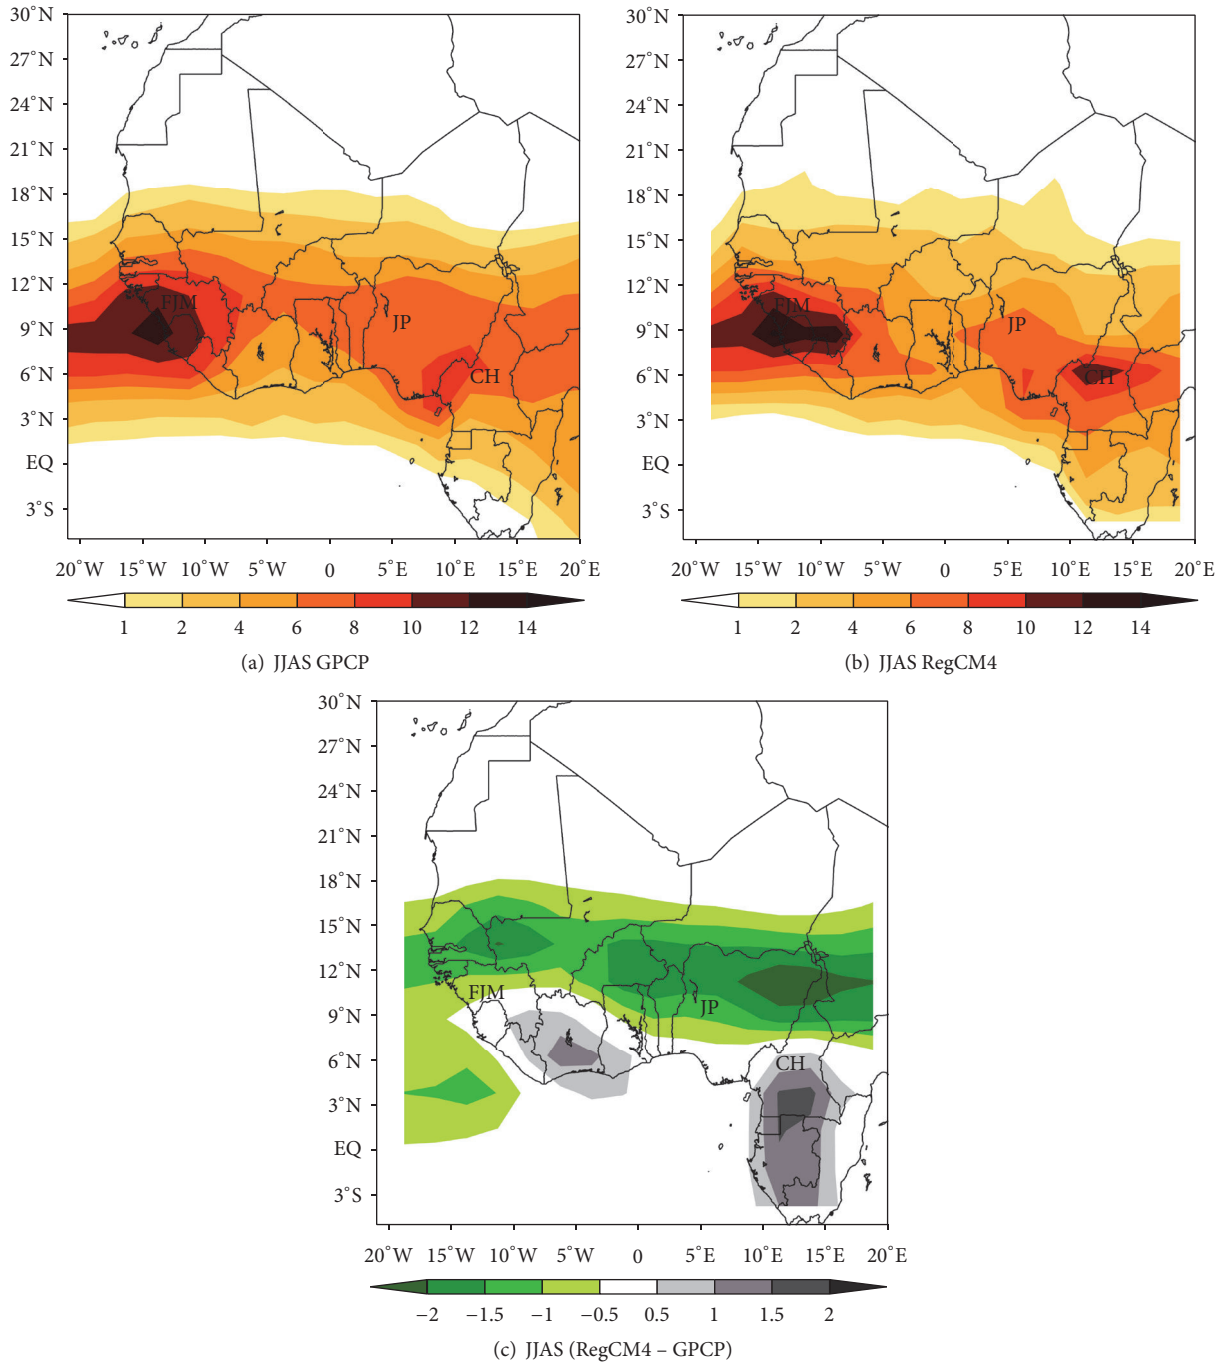 30°N
27°N
24°N
21°N
18°N
15°N
12°N
9°N
6°N
3°N
EQ
3°S
FJM
JP
CH
20°W 15°W 10°W 5°W 0 5°E 10°E 15°E 20°E
1 2 4 6 8 10 12 14
(a) JJAS GPCP
30°N
27°N
24°N
21°N
18°N
15°N
12°N
9°N
6°N
3°N
EQ
3°S
FJM
JP
CH
20°W 15°W 10°W 5°W 0 5°E 10°E 15°E 20°E
1 2 4 6 8 10 12 14
(b) JJAS RegCM4
30°N
27°N
24°N
21°N
18°N
15°N
12°N
9°N
6°N
3°N
EQ
3°S
FJM
JP
CH
20°W 15°W 10°W 5°W 0 5°E 10°E 15°E 20°E
−2 −1.5 −1 −0.5 0.5 1 1.5 2
(c) JJAS (RegCM4 – GPCP)